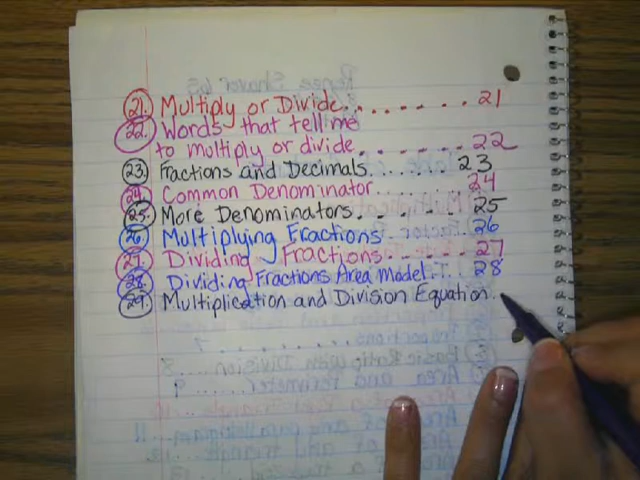 21. Multiply or Divide......... 21
22. Words that tell me
to multiply or divide...... 22
23. Fractions and Decimals....... 23
24. Common Denominator....... 24
25. More Denominators....... 25
26. Multiplying Fractions...... 26
27. Dividing Fractions...... 27
28. Dividing Fractions Area Model... 28
29. Multiplication and Division Equation.